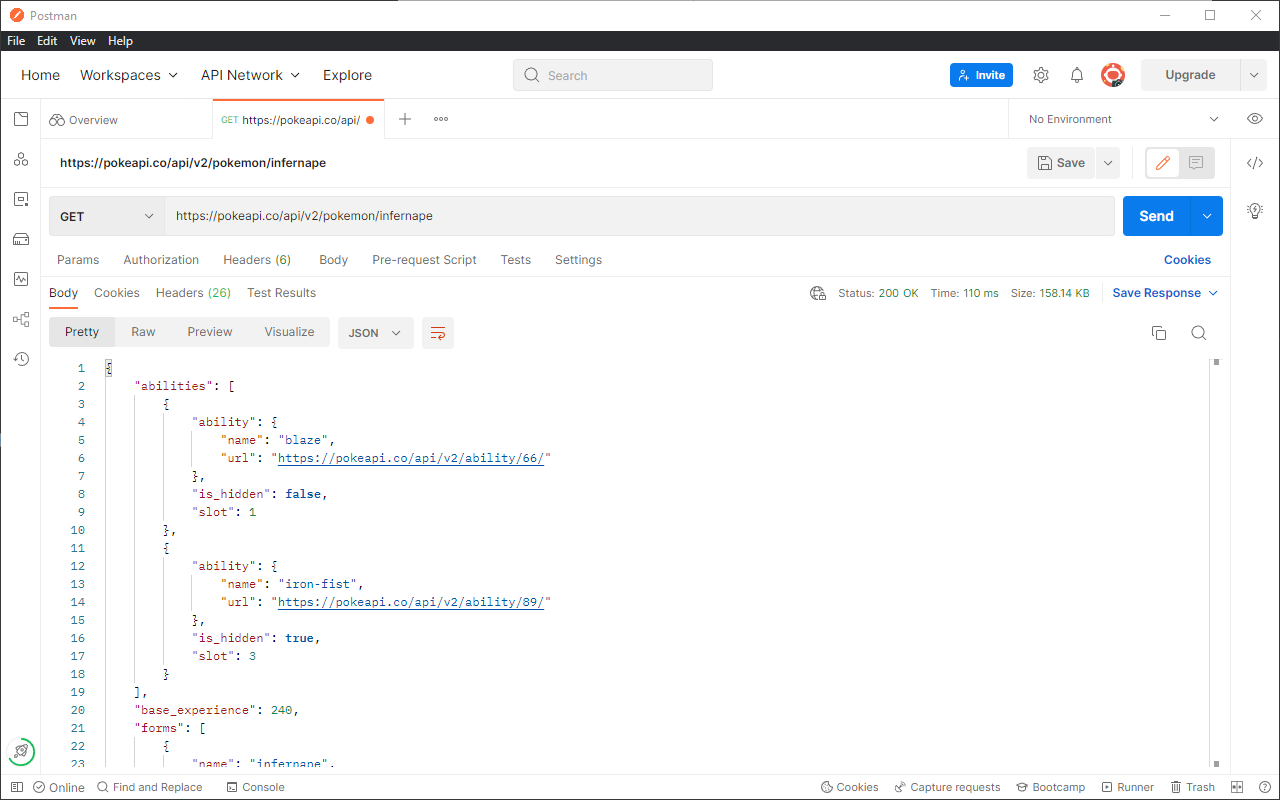 Postman
File Edit View Help
Home Workspaces API Network Explore Search Invite Upgrade
Overview GET https://pokeapi.co/api/ No Environment
https://pokeapi.co/api/v2/pokemon/infernape Save
GET https://pokeapi.co/api/v2/pokemon/infernape Send
Params Authorization Headers (6) Body Pre-request Script Tests Settings Cookies
Body Cookies Headers (26) Test Results Status: 200 OK Time: 110 ms Size: 158.14 KB Save Response
Pretty Raw Preview Visualize JSON
1 {
2 "abilities": [
3 {
4 "ability": {
5 "name": "blaze",
6 "url": "https://pokeapi.co/api/v2/ability/66/"
7 },
8 "is_hidden": false,
9 "slot": 1
10 },
11 {
12 "ability": {
13 "name": "iron-fist",
14 "url": "https://pokeapi.co/api/v2/ability/89/"
15 },
16 "is_hidden": true,
17 "slot": 3
18 }
19 ],
20 "base_experience": 240,
21 "forms": [
22 {
23 "name": "infernape",
Online Find and Replace Console Cookies Capture requests Bootcamp Runner Trash